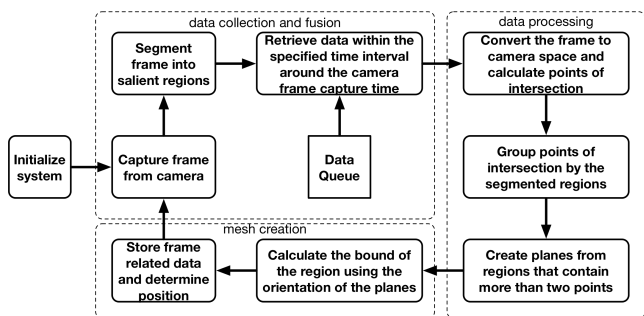 data collection and fusion
data processing
Segment
frame into
salient regions
Retrieve data within the
specified time interval
around the camera
frame capture time
Convert the frame to
camera space and
calculate points of
intersection
Initialize
system
Capture frame
from camera
Data
Queue
Group points of
intersection by the
segmented regions
mesh creation
Store frame
related data
and determine
position
Calculate the bound of
the region using the
orientation of the planes
Create planes from
regions that contain
more than two points